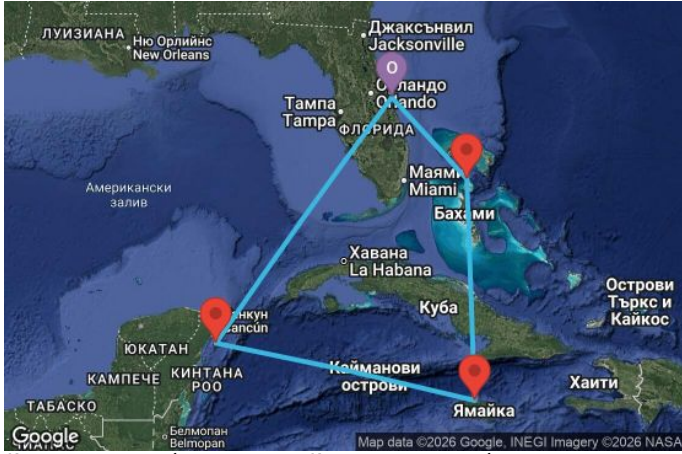 ЛУИЗИАНА
Ню Орлийнс
New Orleans
Джаксънвил
Jacksonville
O
Орландо
Orlando
Тампа
Tampa
ФЛОРИДА
Маями
Miami
Американски
залив
Бахами
Хавана
La Habana
Острови
Търкс и
Кайкос
Куба
ЮКАТАН
КАМПЕЧЕ
КИНТАНА
РОО
Кайманови
острови
Хаити
ТАБАСКО
Ямайка
Белмопан
Belmopan
Google
Map data ©2026 Google, INEGI Imagery ©2026 NASA